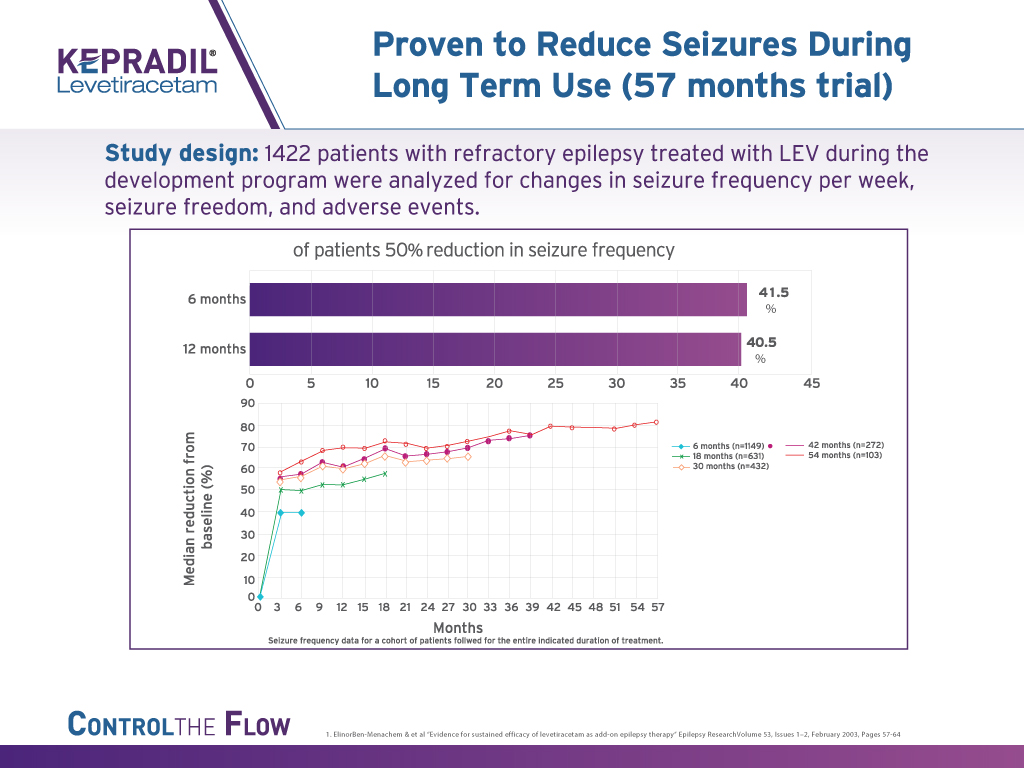 KEPRADIL®
Levetiracetam
Proven to Reduce Seizures During
Long Term Use (57 months trial)
Study design: 1422 patients with refractory epilepsy treated with LEV during the
development program were analyzed for changes in seizure frequency per week,
seizure freedom, and adverse events.
of patients 50% reduction in seizure frequency
6 months
41.5
%
12 months
40.5
%
0 5 10 15 20 25 30 35 40 45
Median reduction from
baseline (%)
90
80
70
60
50
40
30
20
10
0
0 3 6 9 12 15 18 21 24 27 30 33 36 39 42 45 48 51 54 57
Months
6 months (n=1149)
18 months (n=631)
30 months (n=432)
42 months (n=272)
54 months (n=103)
Seizure frequency data for a cohort of patients follwed for the entire indicated duration of treatment.
CONTROL THE FLOW
1. ElinorBen-Menachem & et al "Evidence for sustained efficacy of levetiracetam as add-on epilepsy therapy" Epilepsy ResearchVolume 53, Issues 1–2, February 2003, Pages 57-64